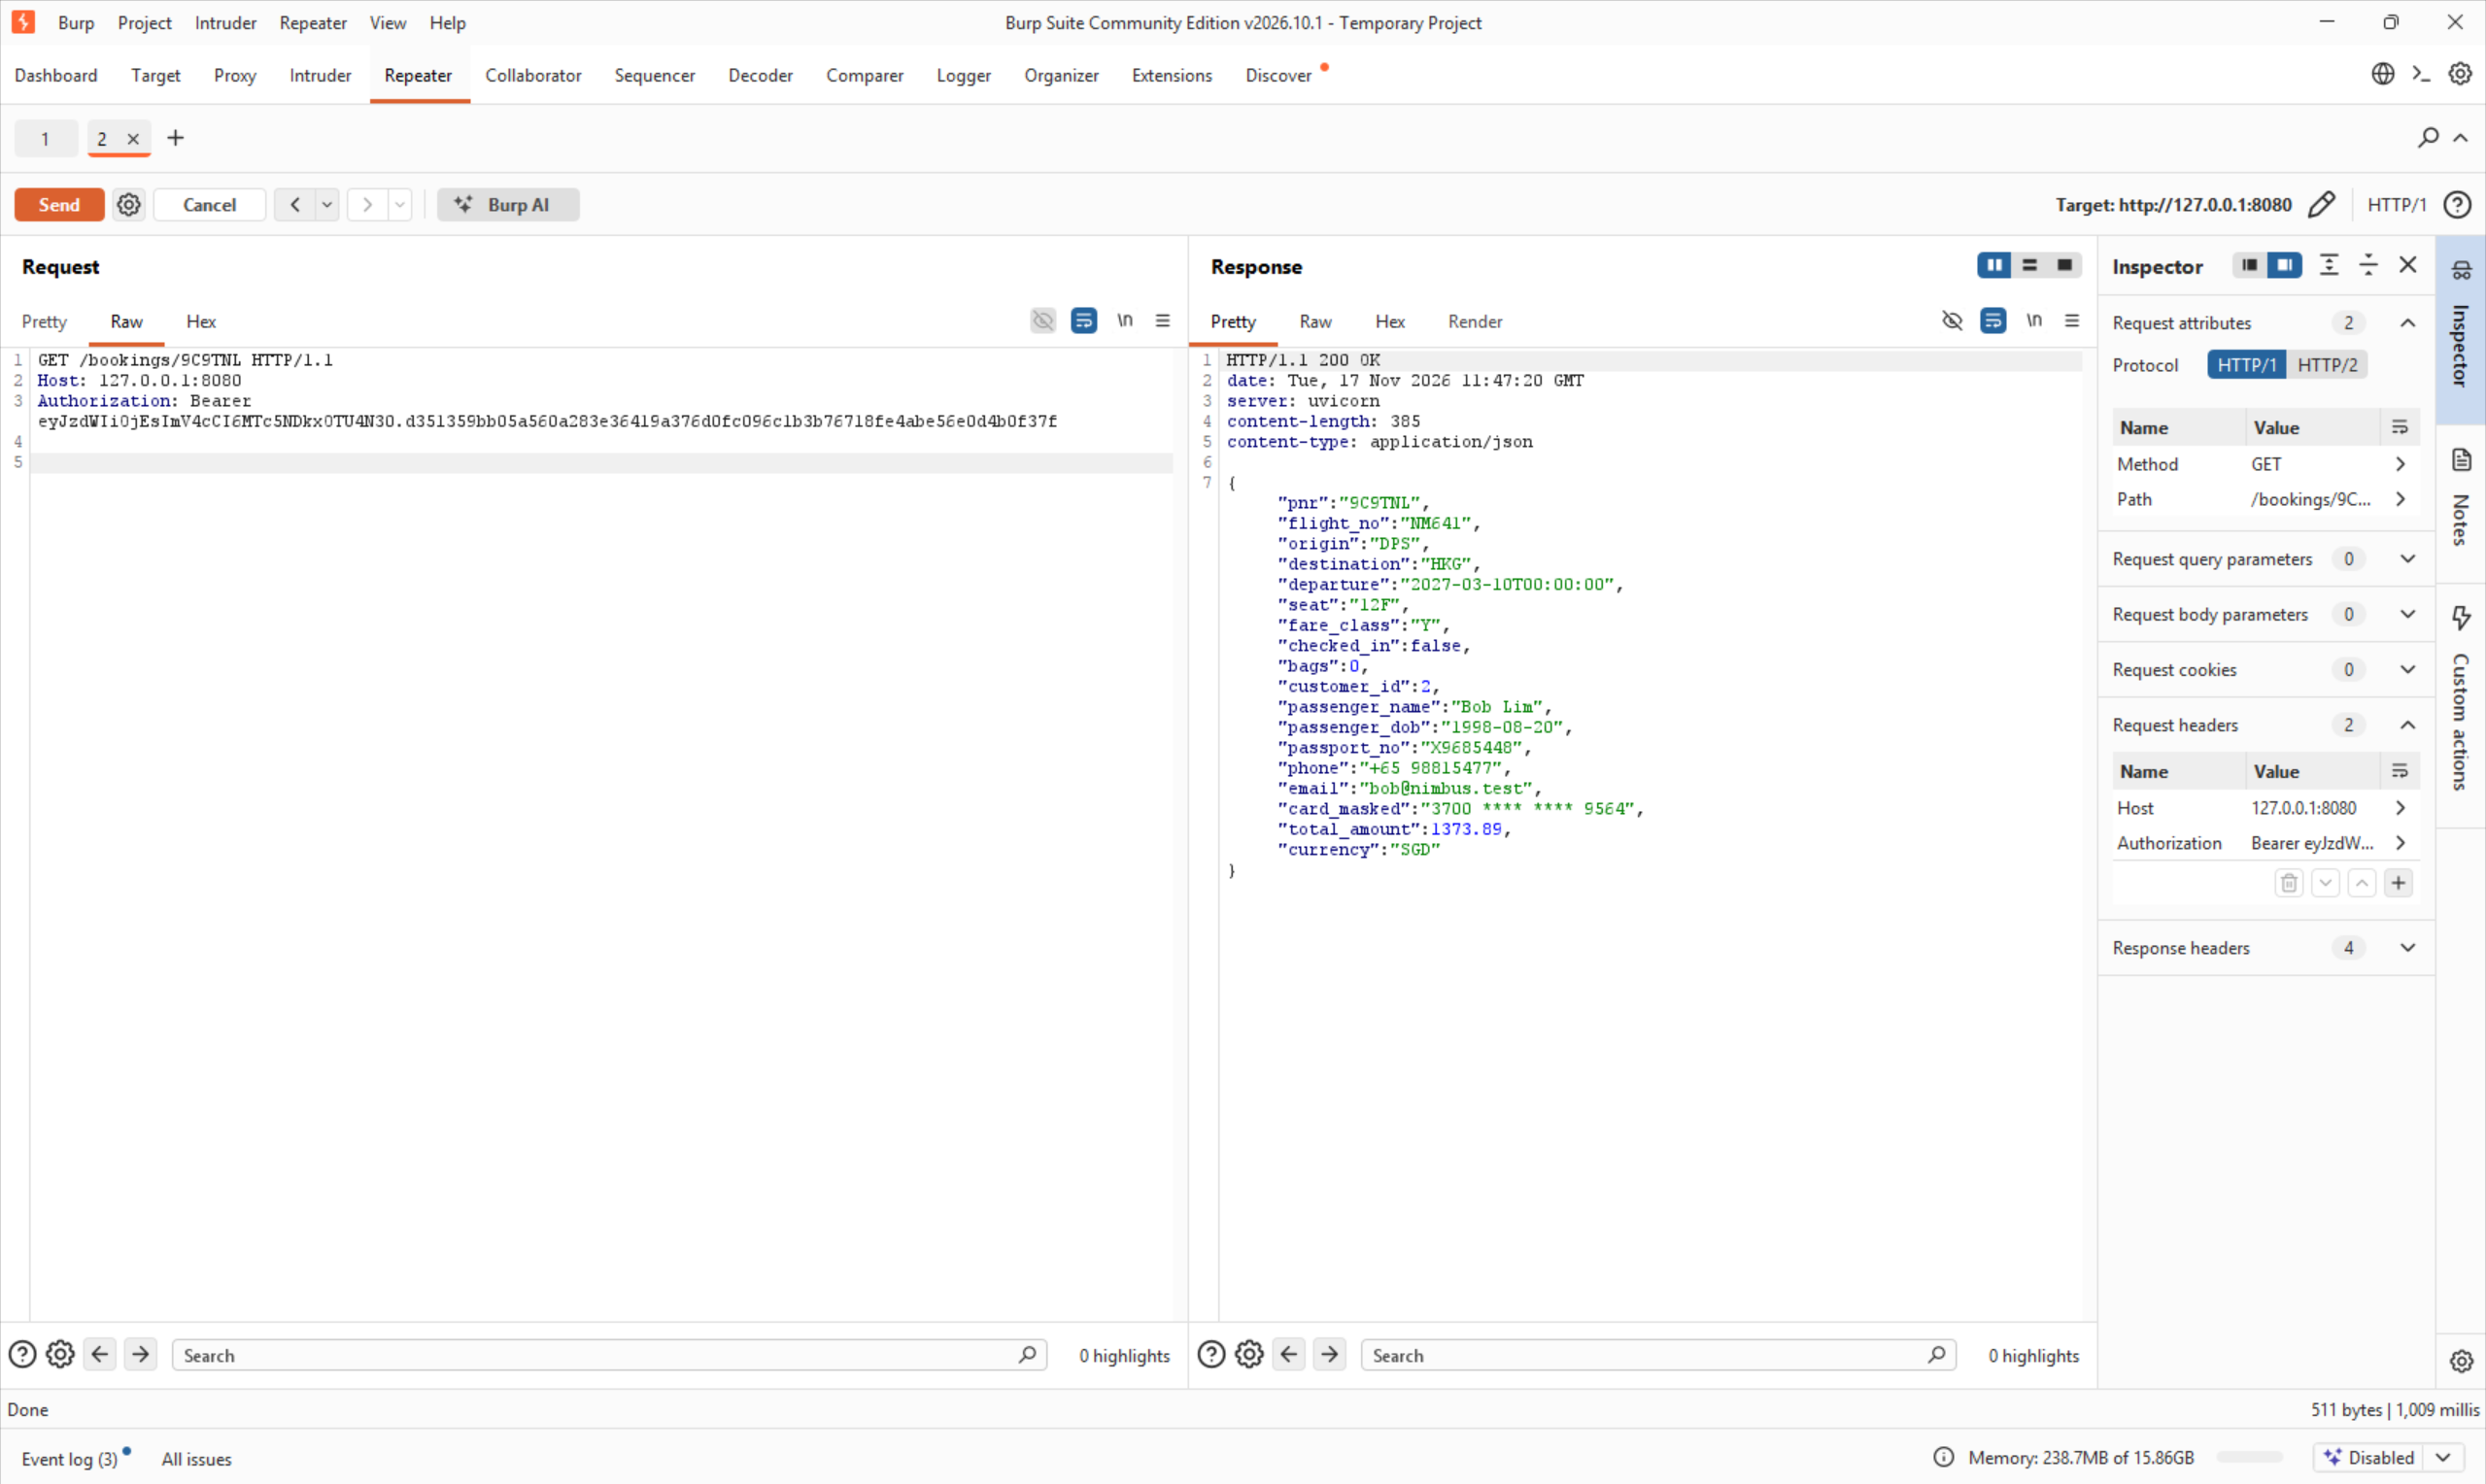 Burp Project Intruder Repeater View Help Burp Suite Community Edition v2026.10.1 - Temporary Project
Dashboard Target Proxy Intruder Repeater Collaborator Sequencer Decoder Comparer Logger Organizer Extensions Discover
1 2 × +
Send Cancel < > Burp AI Target: http://127.0.0.1:8080 HTTP/1 ?
Request
Pretty Raw Hex \n
1 GET /bookings/9C9TNL HTTP/1.1
2 Host: 127.0.0.1:8080
3 Authorization: Bearer
eyJzdWIiOjEsImV4cCI6MTc5NDkxOTU4N30.d351359bb05a560a283e36419a376d0fc096c1b3b76718fe4abe56e0d4b0f37f
4
5
Search 0 highlights
Response
Pretty Raw Hex Render \n
1 HTTP/1.1 200 OK
2 date: Tue, 17 Nov 2026 11:47:20 GMT
3 server: uvicorn
4 content-length: 385
5 content-type: application/json
6
7 {
"pnr":"9C9TNL",
"flight_no":"NM641",
"origin":"DPS",
"destination":"HKG",
"departure":"2027-03-10T00:00:00",
"seat":"12F",
"fare_class":"Y",
"checked_in":false,
"bags":0,
"customer_id":2,
"passenger_name":"Bob Lim",
"passenger_dob":"1998-08-20",
"passport_no":"X9685448",
"phone":"+65 98815477",
"email":"bob@nimbus.test",
"card_masked":"3700 **** **** 9564",
"total_amount":1373.89,
"currency":"SGD"
}
Search 0 highlights
Inspector
Request attributes 2
Protocol HTTP/1 HTTP/2
Name Value
Method GET
Path /bookings/9C...
Request query parameters 0
Request body parameters 0
Request cookies 0
Request headers 2
Name Value
Host 127.0.0.1:8080
Authorization Bearer eyJzdW...
Response headers 4
Inspector
Notes
Custom actions
Done 511 bytes | 1,009 millis
Event log (3) All issues Memory: 238.7MB of 15.86GB Disabled